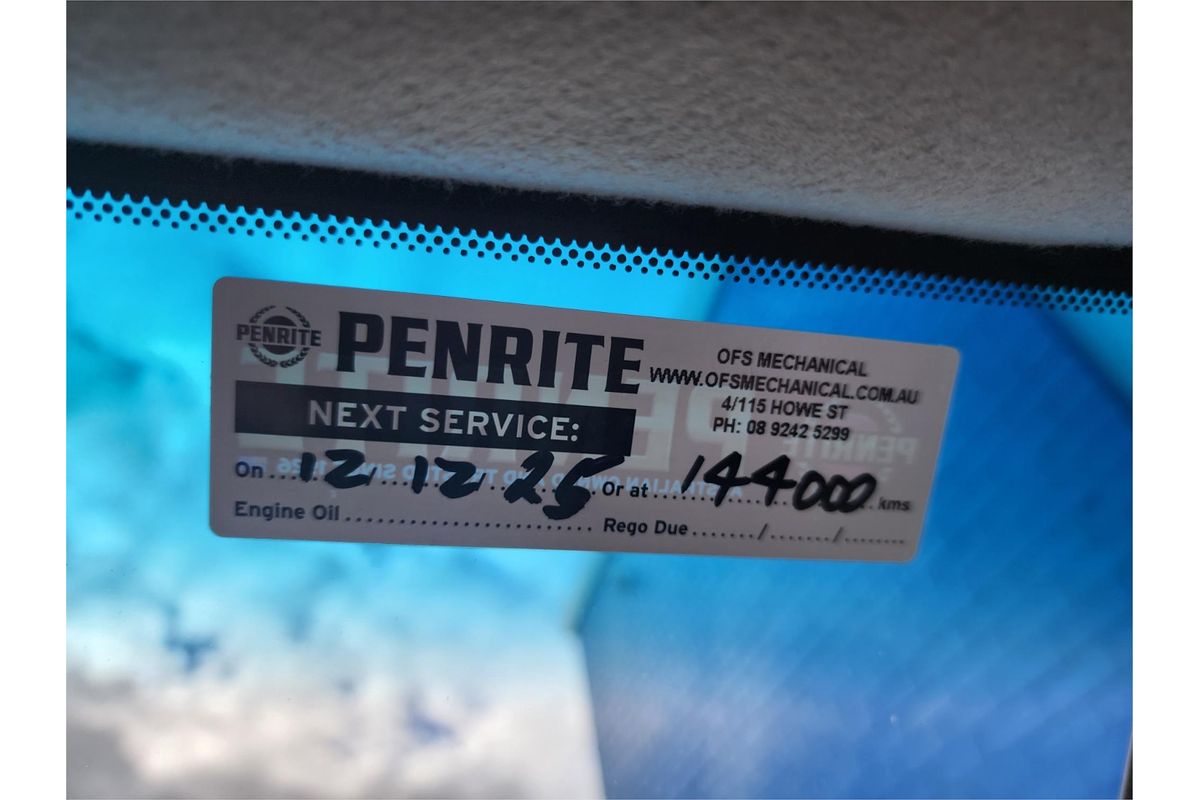 PENRITE
PENRITE
OFS MECHANICAL
WWW.OFSMECHANICAL.COM.AU
4/115 HOWE ST
PH: 08 9242 5299
NEXT SERVICE:
On ... 12.12.25 .. Or at ... 144000 .. kms
Engine Oil ........................ Rego Due ......./......./........